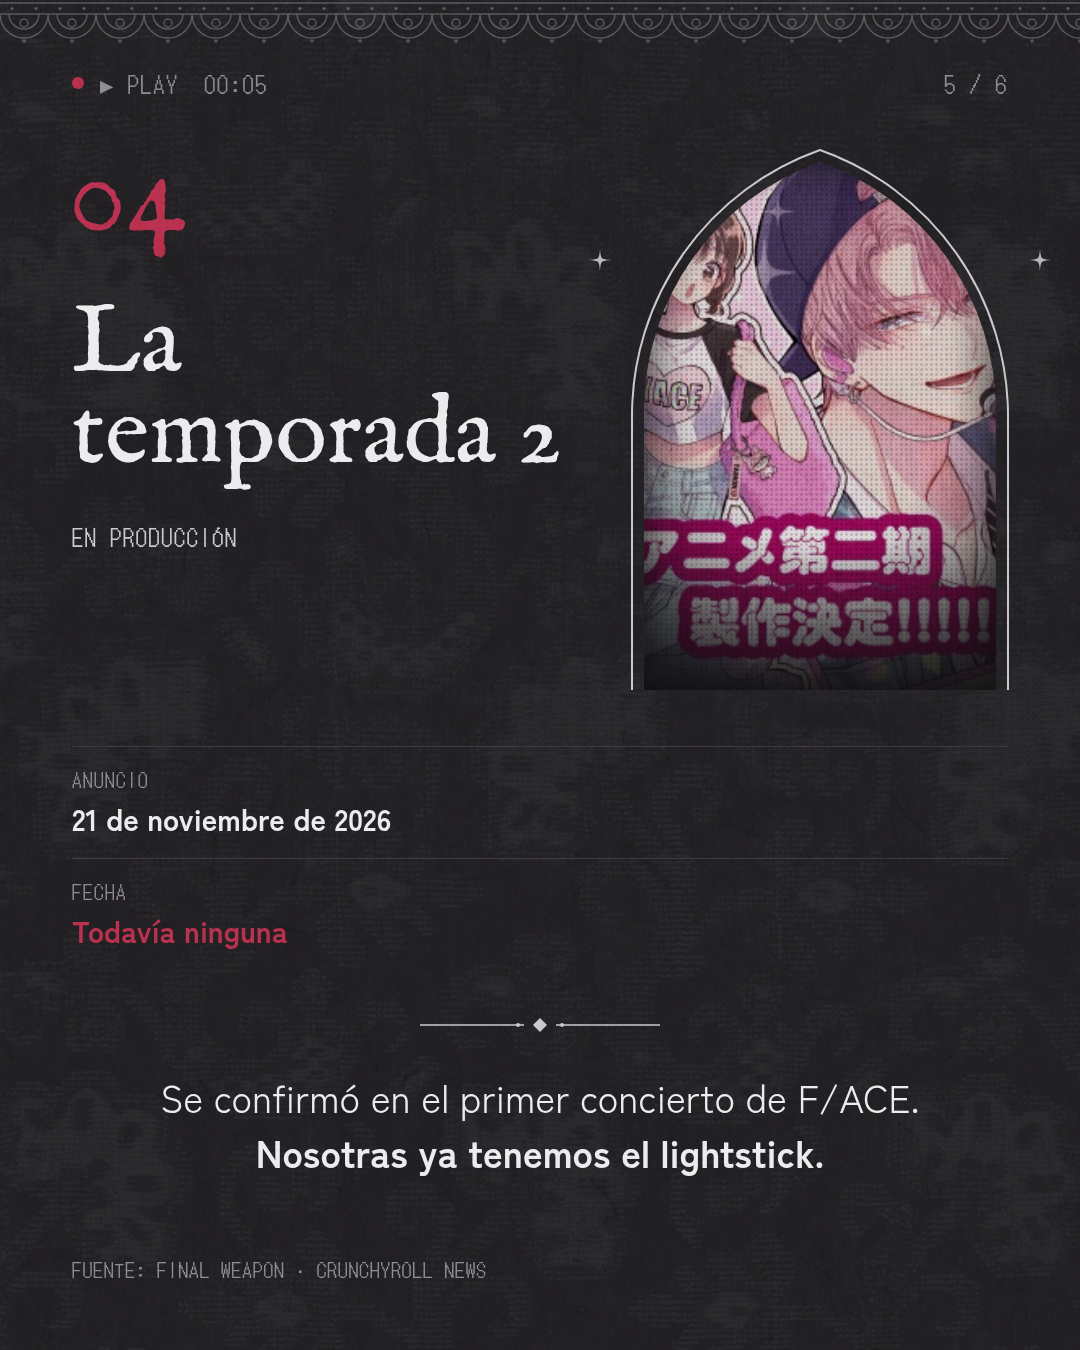 ▶ PLAY 00:05
5 / 6
04
La
temporada 2
EN PRODUCCIÓN
ACE
アニメ第二期
製作決定!!!!!
ANUNCIO
21 de noviembre de 2026
FECHA
Todavía ninguna
Se confirmó en el primer concierto de F/ACE.
Nosotras ya tenemos el lightstick.
FUENTE: FINAL WEAPON · CRUNCHYROLL NEWS